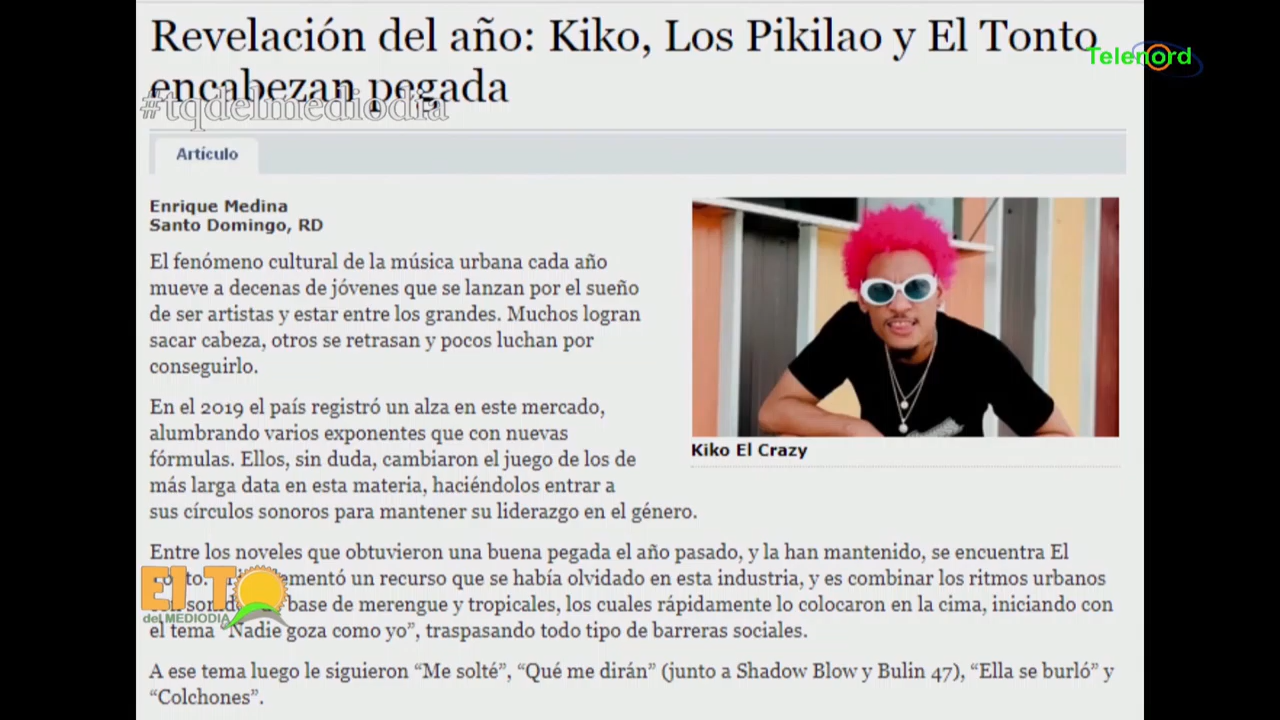 Revelación del año: Kiko, Los Pikilao y El Tonto
Telenord
encabezan pegada
#tqdelmediodia
Artículo
Enrique Medina
Santo Domingo, RD
El fenómeno cultural de la música urbana cada año
mueve a decenas de jóvenes que se lanzan por el sueño
de ser artistas y estar entre los grandes. Muchos logran
sacar cabeza, otros se retrasan y pocos luchan por
conseguirlo.
Kiko El Crazy
En el 2019 el país registró un alza en este mercado,
alumbrando varios exponentes que con nuevas
fórmulas. Ellos, sin duda, cambiaron el juego de los de
más larga data en esta materia, haciéndolos entrar a
sus círculos sonoros para mantener su liderazgo en el género.
Entre los noveles que obtuvieron una buena pegada el año pasado, y la han mantenido, se encuentra El
un recurso que se había olvidado en esta industria, y es combinar los ritmos urbanos
base de merengue y tropicales, los cuales rápidamente lo colocaron en la cima, iniciando con
el tema “Nadie goza como yo”, traspasando todo tipo de barreras sociales.
El T
del MEDIODIA
A ese tema luego le siguieron “Me solté”, “Qué me dirán” (junto a Shadow Blow y Bulin 47), “Ella se burló” y
“Colchones”.